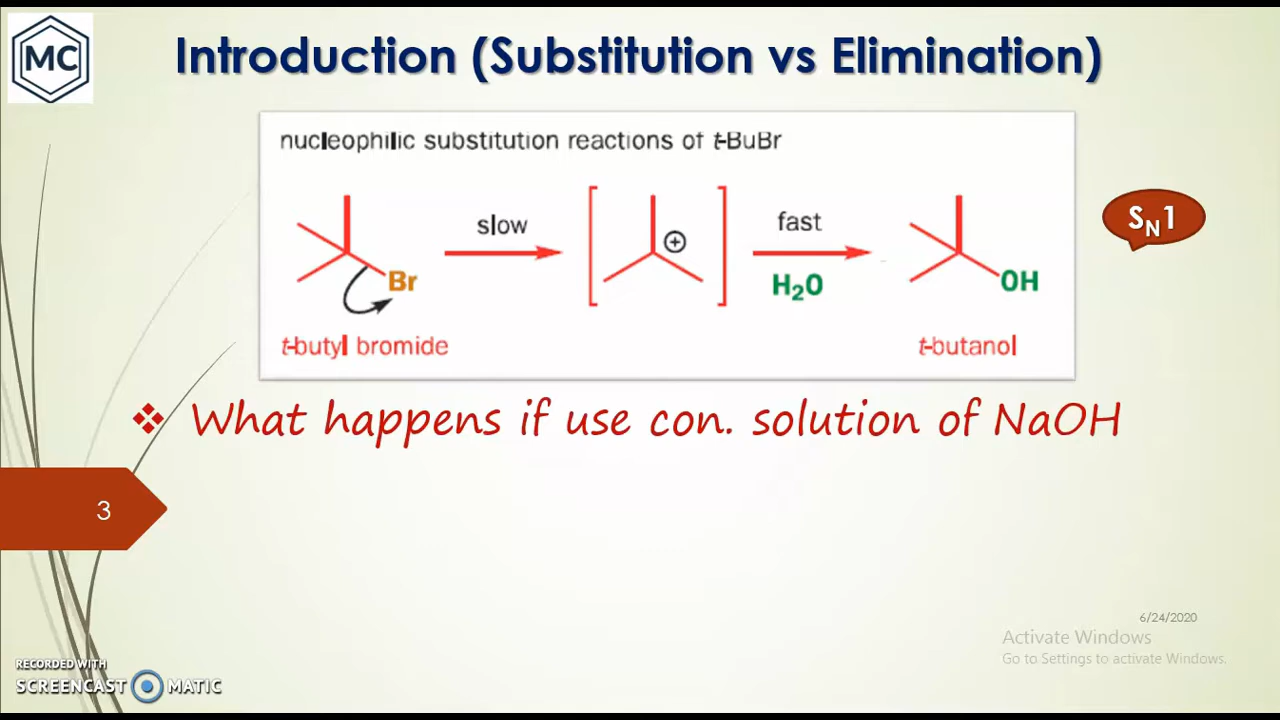 MC
Introduction (Substitution vs Elimination)
nucleophilic substitution reactions of t-BuBr
slow
fast
SN1
Br
⊕
H2O
OH
t-butyl bromide
t-butanol
What happens if use con. solution of NaOH
3
6/24/2020
Activate Windows
Go to Settings to activate Windows.
RECORDED WITH
SCREENCAST MATIC